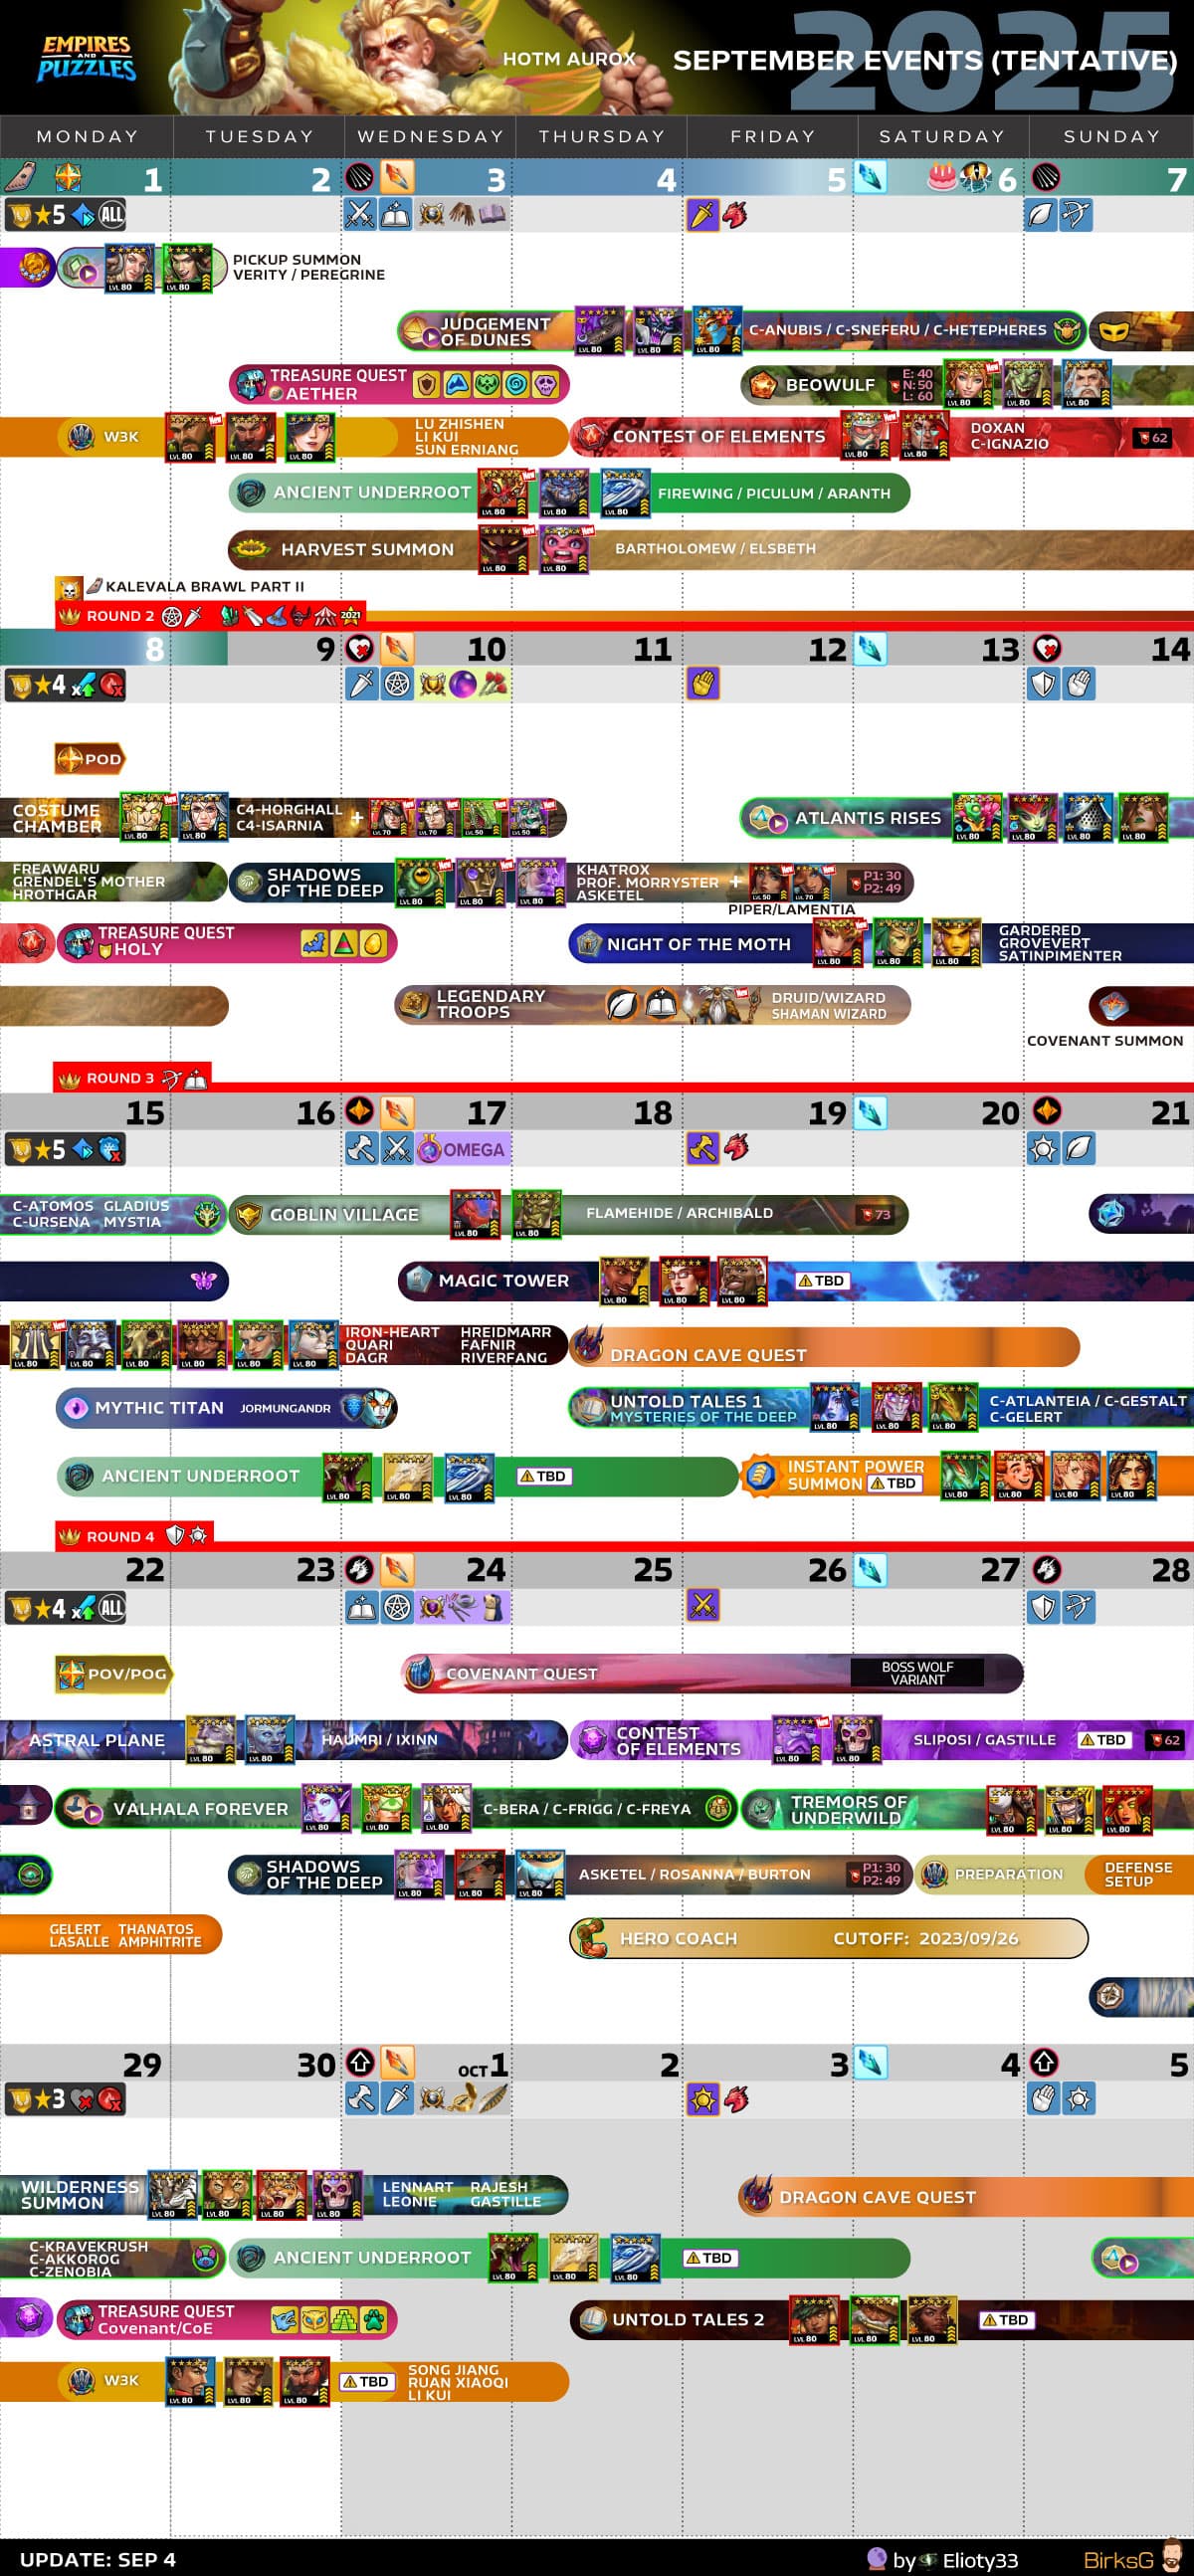 EMPIRES
AND
PUZZLES
HOTM AUROX
2025
SEPTEMBER EVENTS (TENTATIVE)
MONDAY TUESDAY WEDNESDAY THURSDAY FRIDAY SATURDAY SUNDAY
1 2 3 4 5 6 7
5 ALL
PICKUP SUMMON
VERITY / PEREGRINE
JUDGEMENT
OF DUNES
C-ANUBIS / C-SNEFERU / C-HETEPHERES
TREASURE QUEST
AETHER
BEOWULF
E: 40
N: 50
L: 60
W3K
LU ZHISHEN
LI KUI
SUN ERNIANG
CONTEST OF ELEMENTS
DOXAN
C-IGNAZIO
62
ANCIENT UNDERROOT
FIREWING / PICULUM / ARANTH
HARVEST SUMMON
BARTHOLOMEW / ELSBETH
KALEVALA BRAWL PART II
ROUND 2
2021
8 9 10 11 12 13 14
4
POD
COSTUME
CHAMBER
C4-HORGHALL
C4-ISARNIA
+
ATLANTIS RISES
FREAWARU
GRENDEL'S MOTHER
HROTHGAR
SHADOWS
OF THE DEEP
KHATROX
PROF. MORRYSTER
ASKETEL
+
P1: 30
P2: 49
PIPER/LAMENTIA
TREASURE QUEST
HOLY
NIGHT OF THE MOTH
GARDERED
GROVEVERT
SATINPIMENTER
LEGENDARY
TROOPS
DRUID/WIZARD
SHAMAN WIZARD
COVENANT SUMMON
ROUND 3
15 16 17 18 19 20 21
5
OMEGA
C-ATOMOS GLADIUS
C-URSENA MYSTIA
GOBLIN VILLAGE
FLAMEHIDE / ARCHIBALD
73
MAGIC TOWER
TBD
IRON-HEART
QUARI
DAGR
HREIDMARR
FAFNIR
RIVERFANG
DRAGON CAVE QUEST
MYTHIC TITAN
JORMUNGANDR
UNTOLD TALES 1
MYSTERIES OF THE DEEP
C-ATLANTEIA / C-GESTALT
C-GELERT
ANCIENT UNDERROOT
TBD
INSTANT POWER
SUMMON TBD
ROUND 4
22 23 24 25 26 27 28
4 ALL
POV/POG
COVENANT QUEST
BOSS WOLF
VARIANT
ASTRAL PLANE
HAUMRI / IXINN
CONTEST
OF ELEMENTS
SLIPOSI / GASTILLE
TBD
62
VALHALA FOREVER
C-BERA / C-FRIGG / C-FREYA
TREMORS OF
UNDERWILD
SHADOWS
OF THE DEEP
ASKETEL / ROSANNA / BURTON
P1: 30
P2: 49
PREPARATION
DEFENSE
SETUP
GELERT THANATOS
LASALLE AMPHITRITE
HERO COACH
CUTOFF: 2023/09/26
29 30 OCT 1 2 3 4 5
3
WILDERNESS
SUMMON
LENNART RAJESH
LEONIE GASTILLE
DRAGON CAVE QUEST
C-KRAVEKRUSH
C-AKKOROG
C-ZENOBIA
ANCIENT UNDERROOT
TBD
TREASURE QUEST
Covenant/CoE
UNTOLD TALES 2
TBD
W3K
TBD
SONG JIANG
RUAN XIAOQI
LI KUI
UPDATE: SEP 4
by Elioty33
BirksG